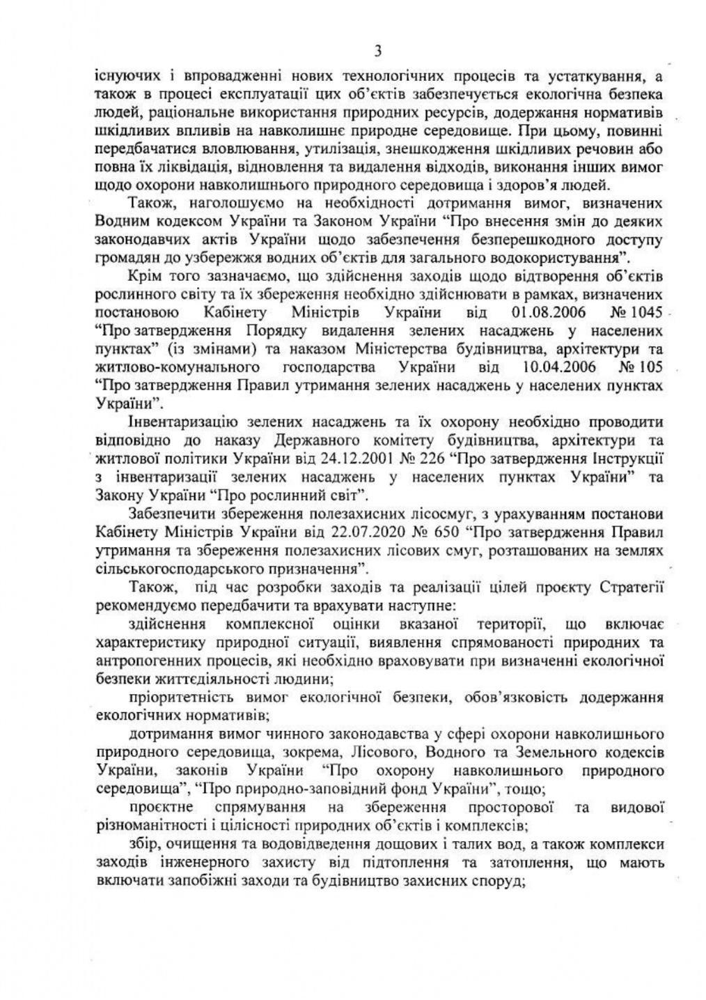 3
існуючих і впровадженні нових технологічних процесів та устаткування, а
також в процесі експлуатації цих об’єктів забезпечується екологічна безпека
людей, раціональне використання природних ресурсів, додержання нормативів
шкідливих впливів на навколишнє природне середовище. При цьому, повинні
передбачатися вловлювання, утилізація, знешкодження шкідливих речовин або
повна їх ліквідація, відновлення та видалення відходів, виконання інших вимог
щодо охорони навколишнього природного середовища і здоров’я людей.
Також, наголошуємо на необхідності дотримання вимог, визначених
Водним кодексом України та Законом України “Про внесення змін до деяких
законодавчих актів України щодо забезпечення безперешкодного доступу
громадян до узбережжя водних об’єктів для загального водокористування”.
Крім того зазначаємо, що здійснення заходів щодо відтворення об’єктів
рослинного світу та їх збереження необхідно здійснювати в рамках, визначених
постановою Кабінету Міністрів України від 01.08.2006 № 1045
“Про затвердження Порядку видалення зелених насаджень у населених
пунктах” (із змінами) та наказом Міністерства будівництва, архітектури та
житлово-комунального господарства України від 10.04.2006 № 105
“Про затвердження Правил утримання зелених насаджень у населених пунктах
України”.
Інвентаризацію зелених насаджень та їх охорону необхідно проводити
відповідно до наказу Державного комітету будівництва, архітектури та
житлової політики України від 24.12.2001 № 226 “Про затвердження Інструкції
з інвентаризації зелених насаджень у населених пунктах України” та
Закону України “Про рослинний світ”.
Забезпечити збереження полезахисних лісосмуг, з урахуванням постанови
Кабінету Міністрів України від 22.07.2020 № 650 “Про затвердження Правил
утримання та збереження полезахисних лісових смуг, розташованих на землях
сільськогосподарського призначення”.
Також, під час розробки заходів та реалізації цілей проєкту Стратегії
рекомендуємо передбачити та врахувати наступне:
здійснення комплексної оцінки вказаної території, що включає
характеристику природної ситуації, виявлення спрямованості природних та
антропогенних процесів, які необхідно враховувати при визначенні екологічної
безпеки життєдіяльності людини;
пріоритетність вимог екологічної безпеки, обов’язковість додержання
екологічних нормативів;
дотримання вимог чинного законодавства у сфері охорони навколишнього
природного середовища, зокрема, Лісового, Водного та Земельного кодексів
України, законів України “Про охорону навколишнього природного
середовища”, “Про природно-заповідний фонд України”, тощо;
проєктне спрямування на збереження просторової та видової
різноманітності і цілісності природних об’єктів і комплексів;
збір, очищення та водовідведення дощових і талих вод, а також комплекси
заходів інженерного захисту від підтоплення та затоплення, що мають
включати запобіжні заходи та будівництво захисних споруд;